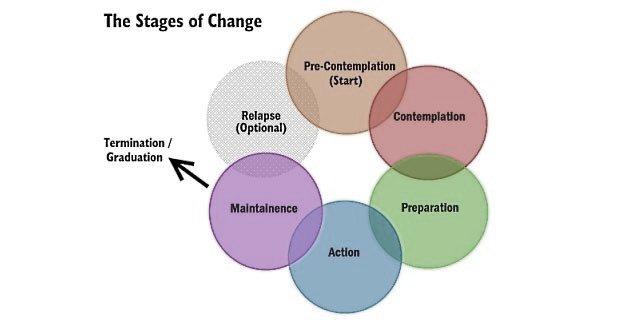 The Stages of Change
Pre-Contemplation
(Start)
Contemplation
Preparation
Action
Maintainence
Relapse
(Optional)
Termination /
Graduation